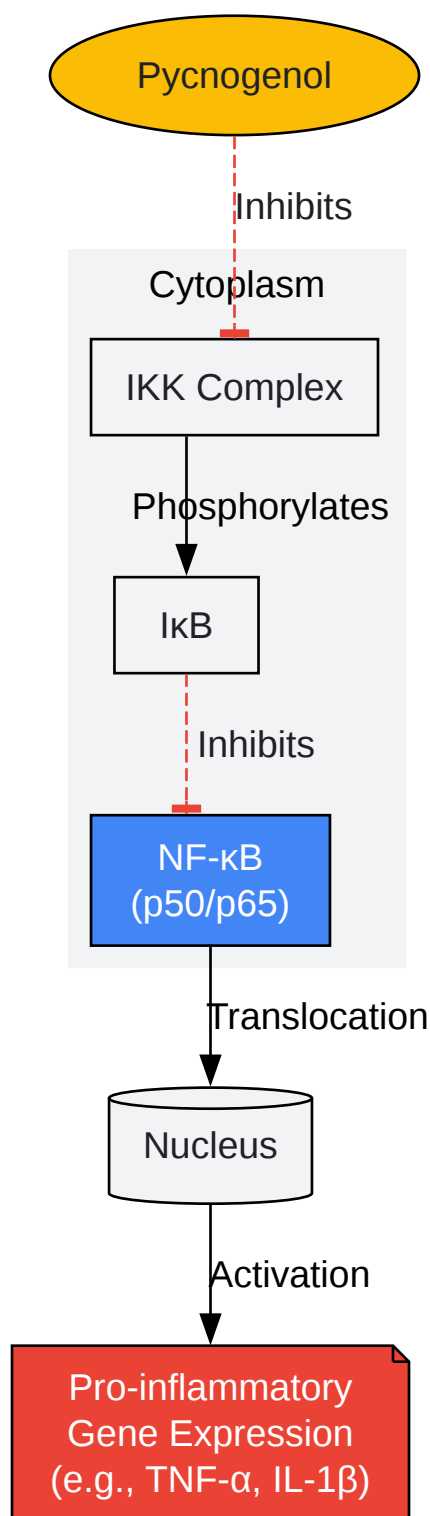 Pycnogenol
Inhibits
Cytoplasm
IKK Complex
Phosphorylates
IκB
Inhibits
NF-κB
(p50/p65)
Translocation
Nucleus
Activation
Pro-inflammatory
Gene Expression
(e.g., TNF-α, IL-1β)